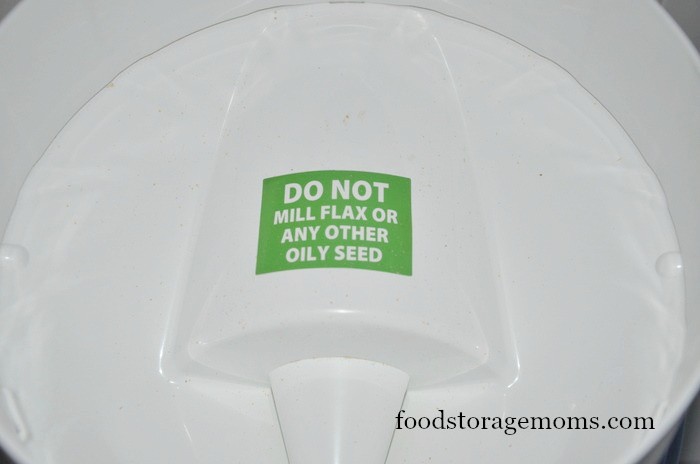 DO NOT
MILL FLAX OR
ANY OTHER
OILY SEED
foodstoragemoms.com